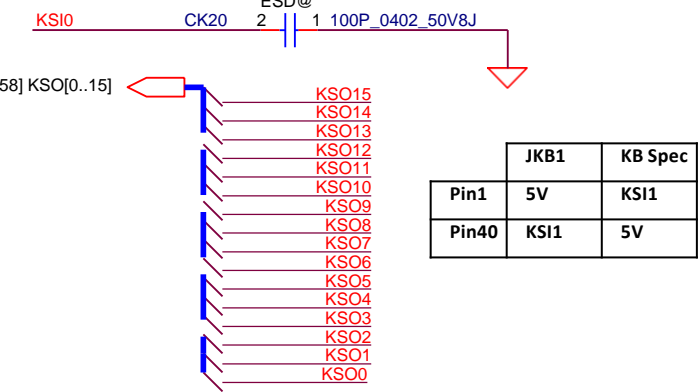 ESD@
KSI0 CK20 2 1 100P_0402_50V8J
58] KSO[0..15]
KSO15
KSO14
KSO13
KSO12
KSO11
KSO10
KSO9
KSO8
KSO7
KSO6
KSO5
KSO4
KSO3
KSO2
KSO1
KSO0
JKB1 KB Spec
Pin1 5V KSI1
Pin40 KSI1 5V